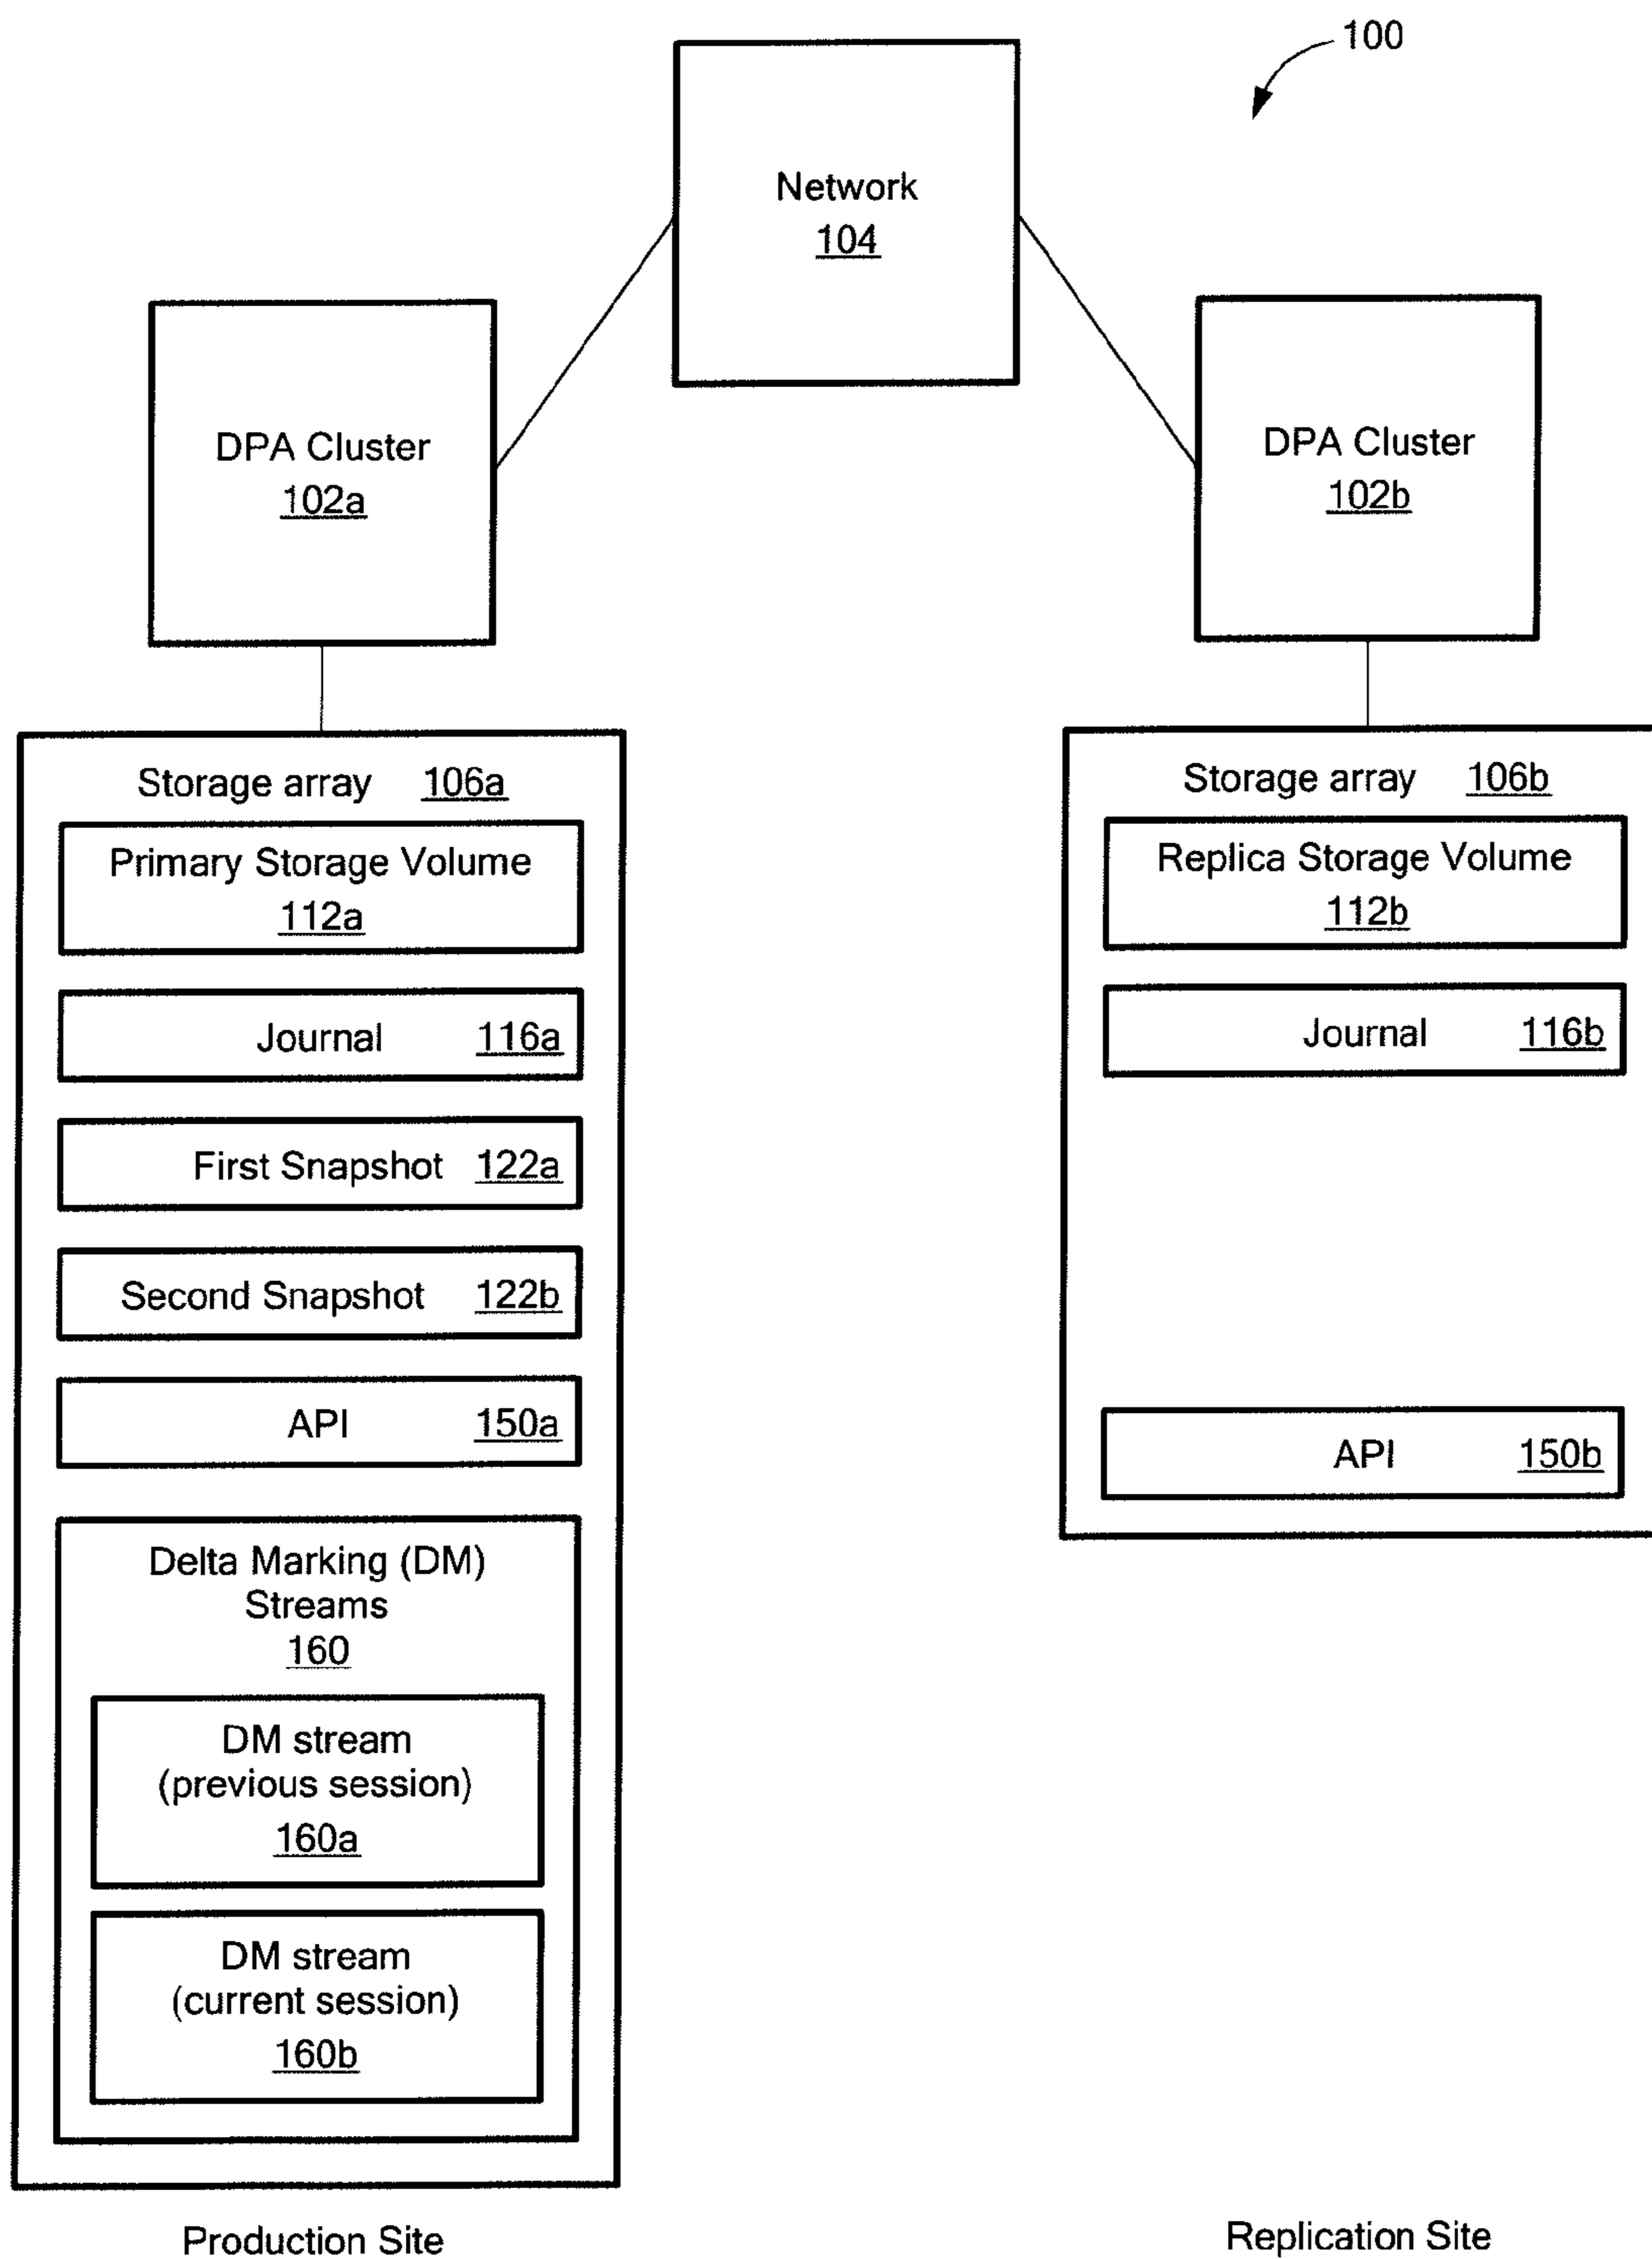 100
Network
104
DPA Cluster
102a
DPA Cluster
102b
Storage array 106a
Primary Storage Volume
112a
Journal 116a
First Snapshot 122a
Second Snapshot 122b
API 150a
Delta Marking (DM)
Streams
160
DM stream
(previous session)
160a
DM stream
(current session)
160b
Production Site
Storage array 106b
Replica Storage Volume
112b
Journal 116b
API 150b
Replication Site